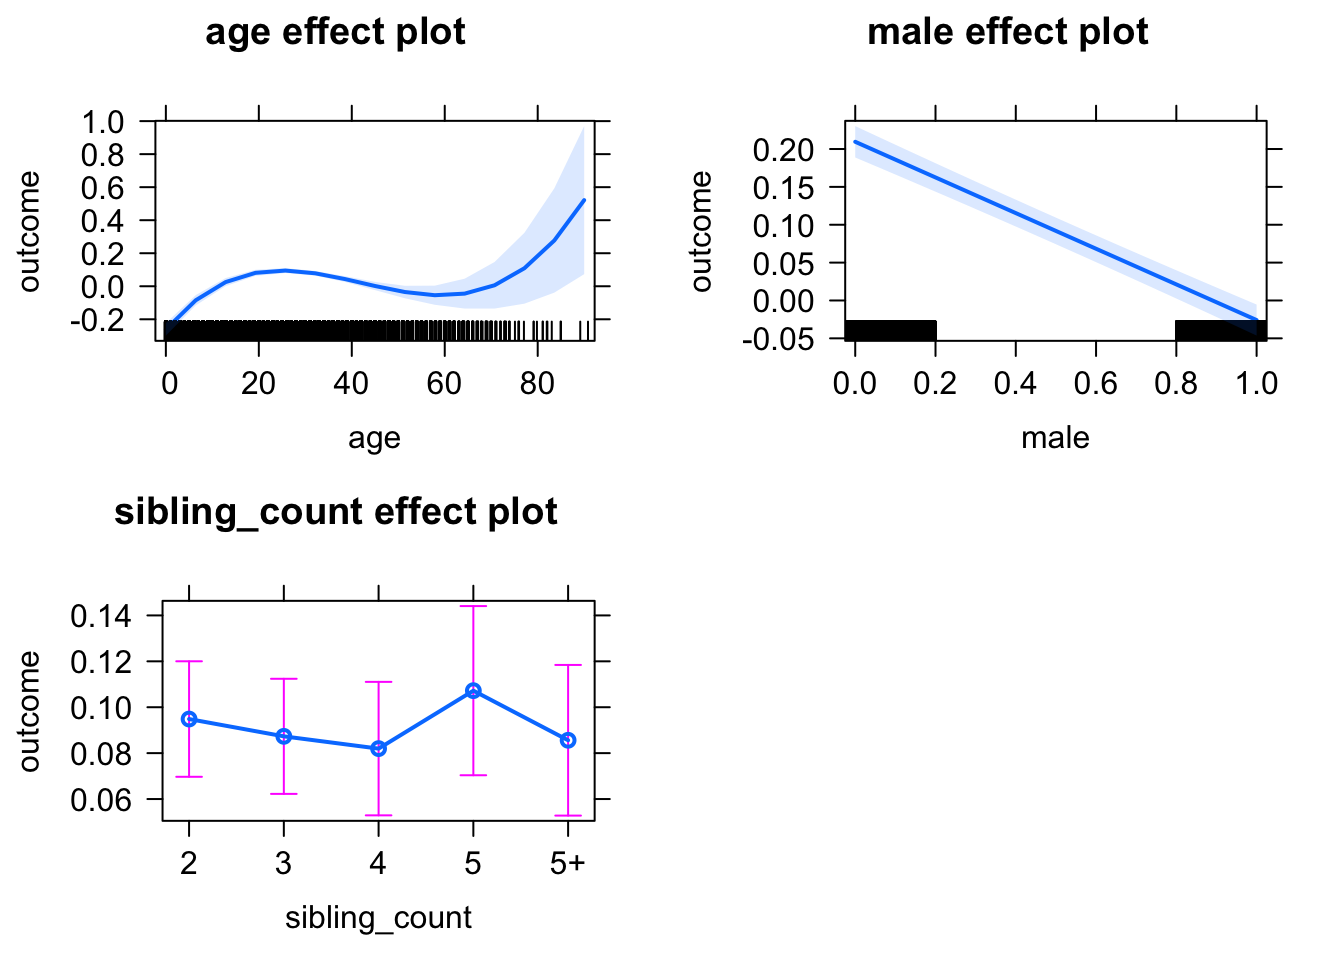 age effect plot
outcome
1.0
0.8
0.6
0.4
0.2
0.0
-0.2
0 20 40 60 80
age
male effect plot
outcome
0.20
0.15
0.10
0.05
0.00
-0.05
0.0 0.2 0.4 0.6 0.8 1.0
male
sibling_count effect plot
outcome
0.14
0.12
0.10
0.08
0.06
2 3 4 5 5+
sibling_count